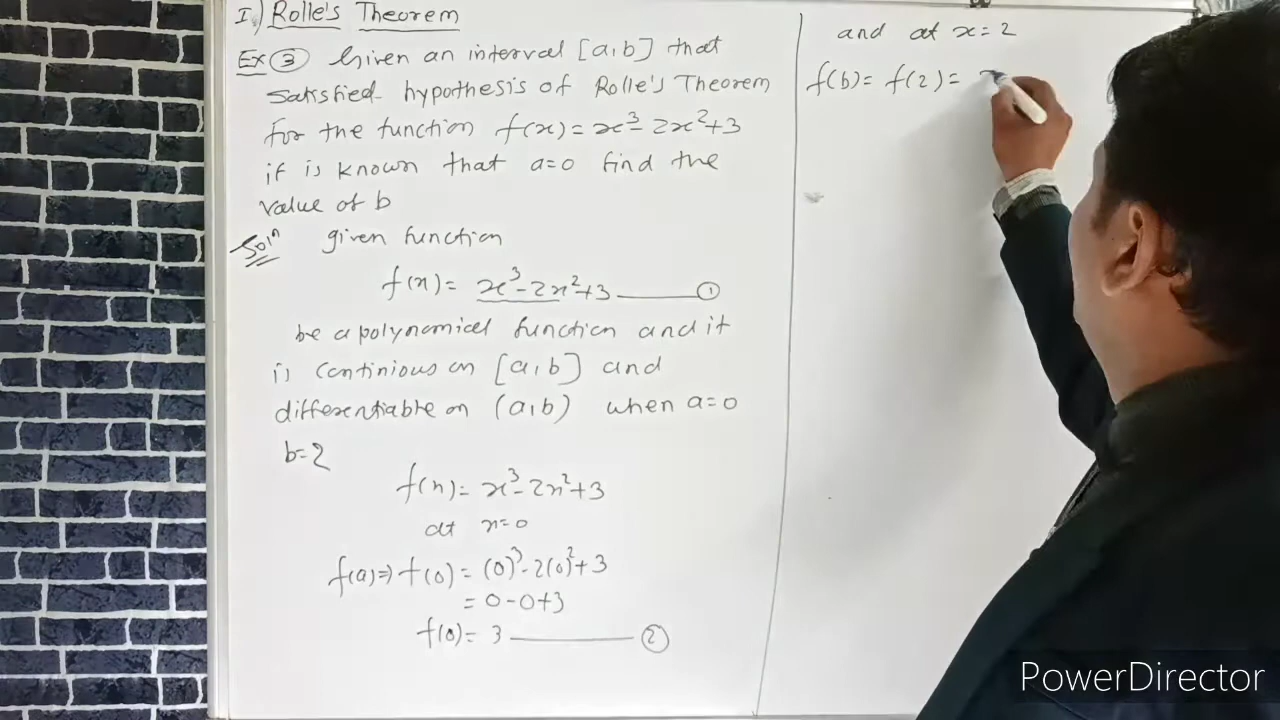 I.) Rolle's Theorem
Ex ③ Given an interval [a,b] that
satisfied hypothesis of Rolle's Theorem
for the function f(x) = x³- 2x²+3
if is known that a=0 find the
value of b
Soln given function
f(x) = x³-2x²+3 ——— ①
be a polynomical function and it
is continious on [a,b] and
differentiable on (a,b) when a=0
b=2
f(x)= x³-2x²+3
at x=0
f(a)⇒ f(0) = (0)³-2(0)²+3
= 0-0+3
f(0)= 3 ——— ②
and at x=2
f(b)= f(2)=
PowerDirector